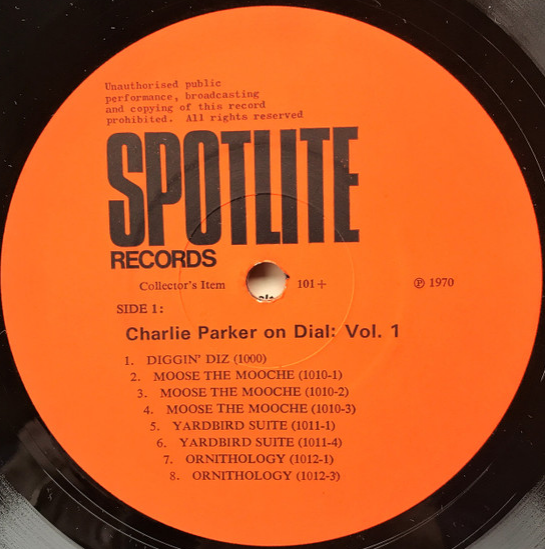 Unauthorised public
performance, broadcasting
and copying of this record
prohibited. All rights reserved
SPOTLITE
RECORDS
Collector's Item 101+ ℗ 1970
SIDE 1:
Charlie Parker on Dial: Vol. 1
1. DIGGIN' DIZ (1000)
2. MOOSE THE MOOCHE (1010-1)
3. MOOSE THE MOOCHE (1010-2)
4. MOOSE THE MOOCHE (1010-3)
5. YARDBIRD SUITE (1011-1)
6. YARDBIRD SUITE (1011-4)
7. ORNITHOLOGY (1012-1)
8. ORNITHOLOGY (1012-3)